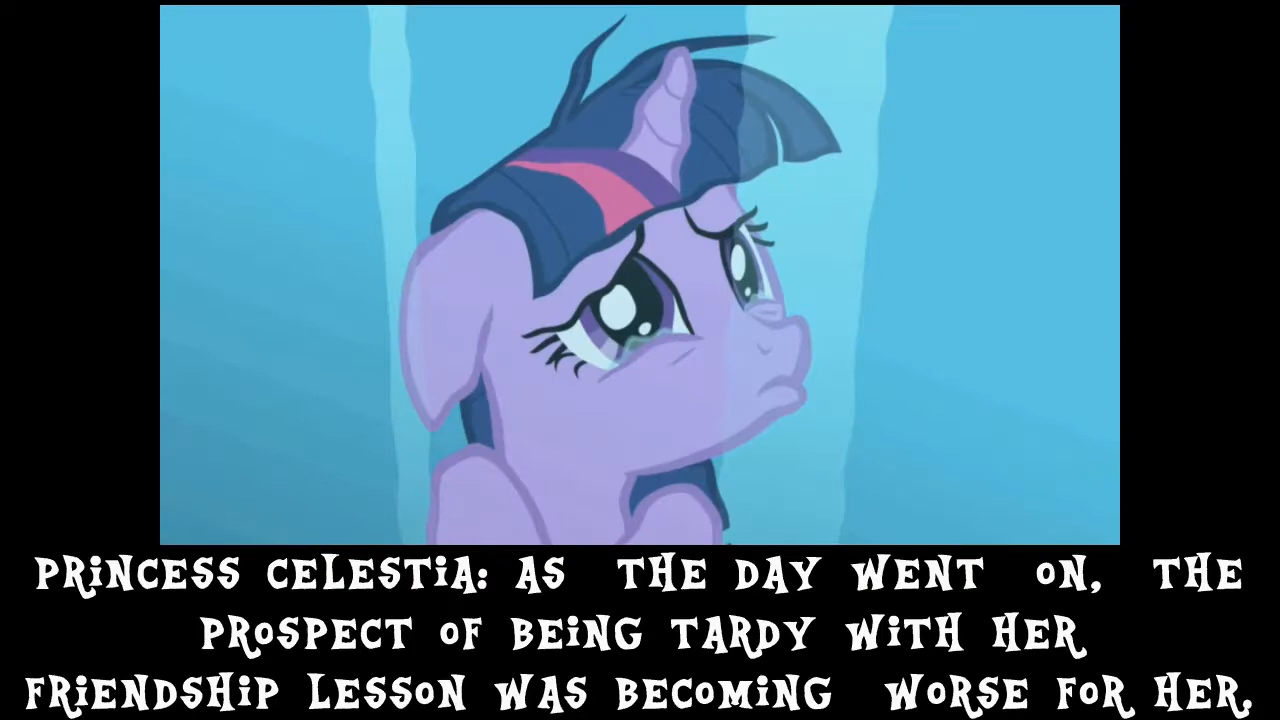 PRINCESS CELESTIA: AS THE DAY WENT ON, THE
PROSPECT OF BEING TARDY WITH HER
FRIENDSHIP LESSON WAS BECOMING WORSE FOR HER.